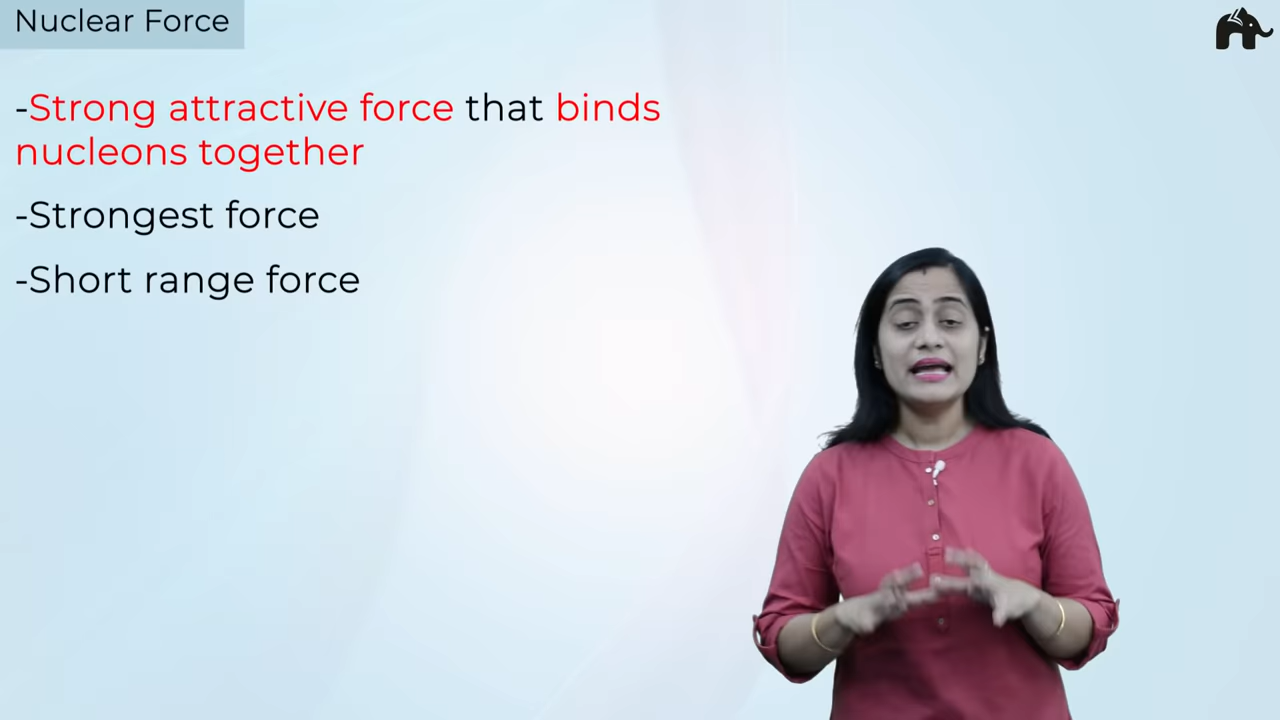 Nuclear Force
-Strong attractive force that binds
nucleons together
-Strongest force
-Short range force